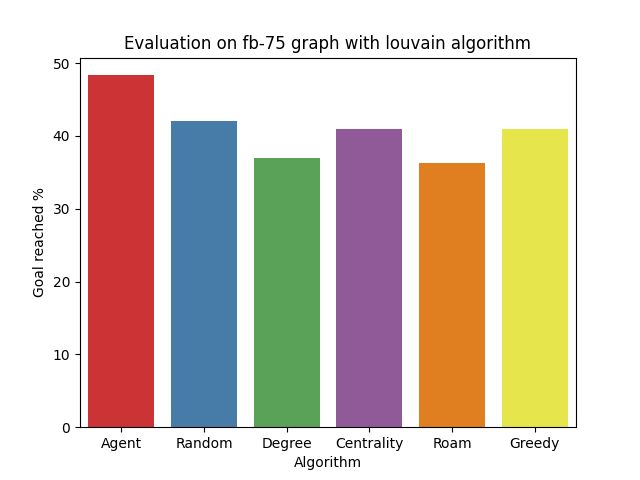 Evaluation on fb-75 graph with louvain algorithm
Goal reached %
50
40
30
20
10
0
Agent Random Degree Centrality Roam Greedy
Algorithm